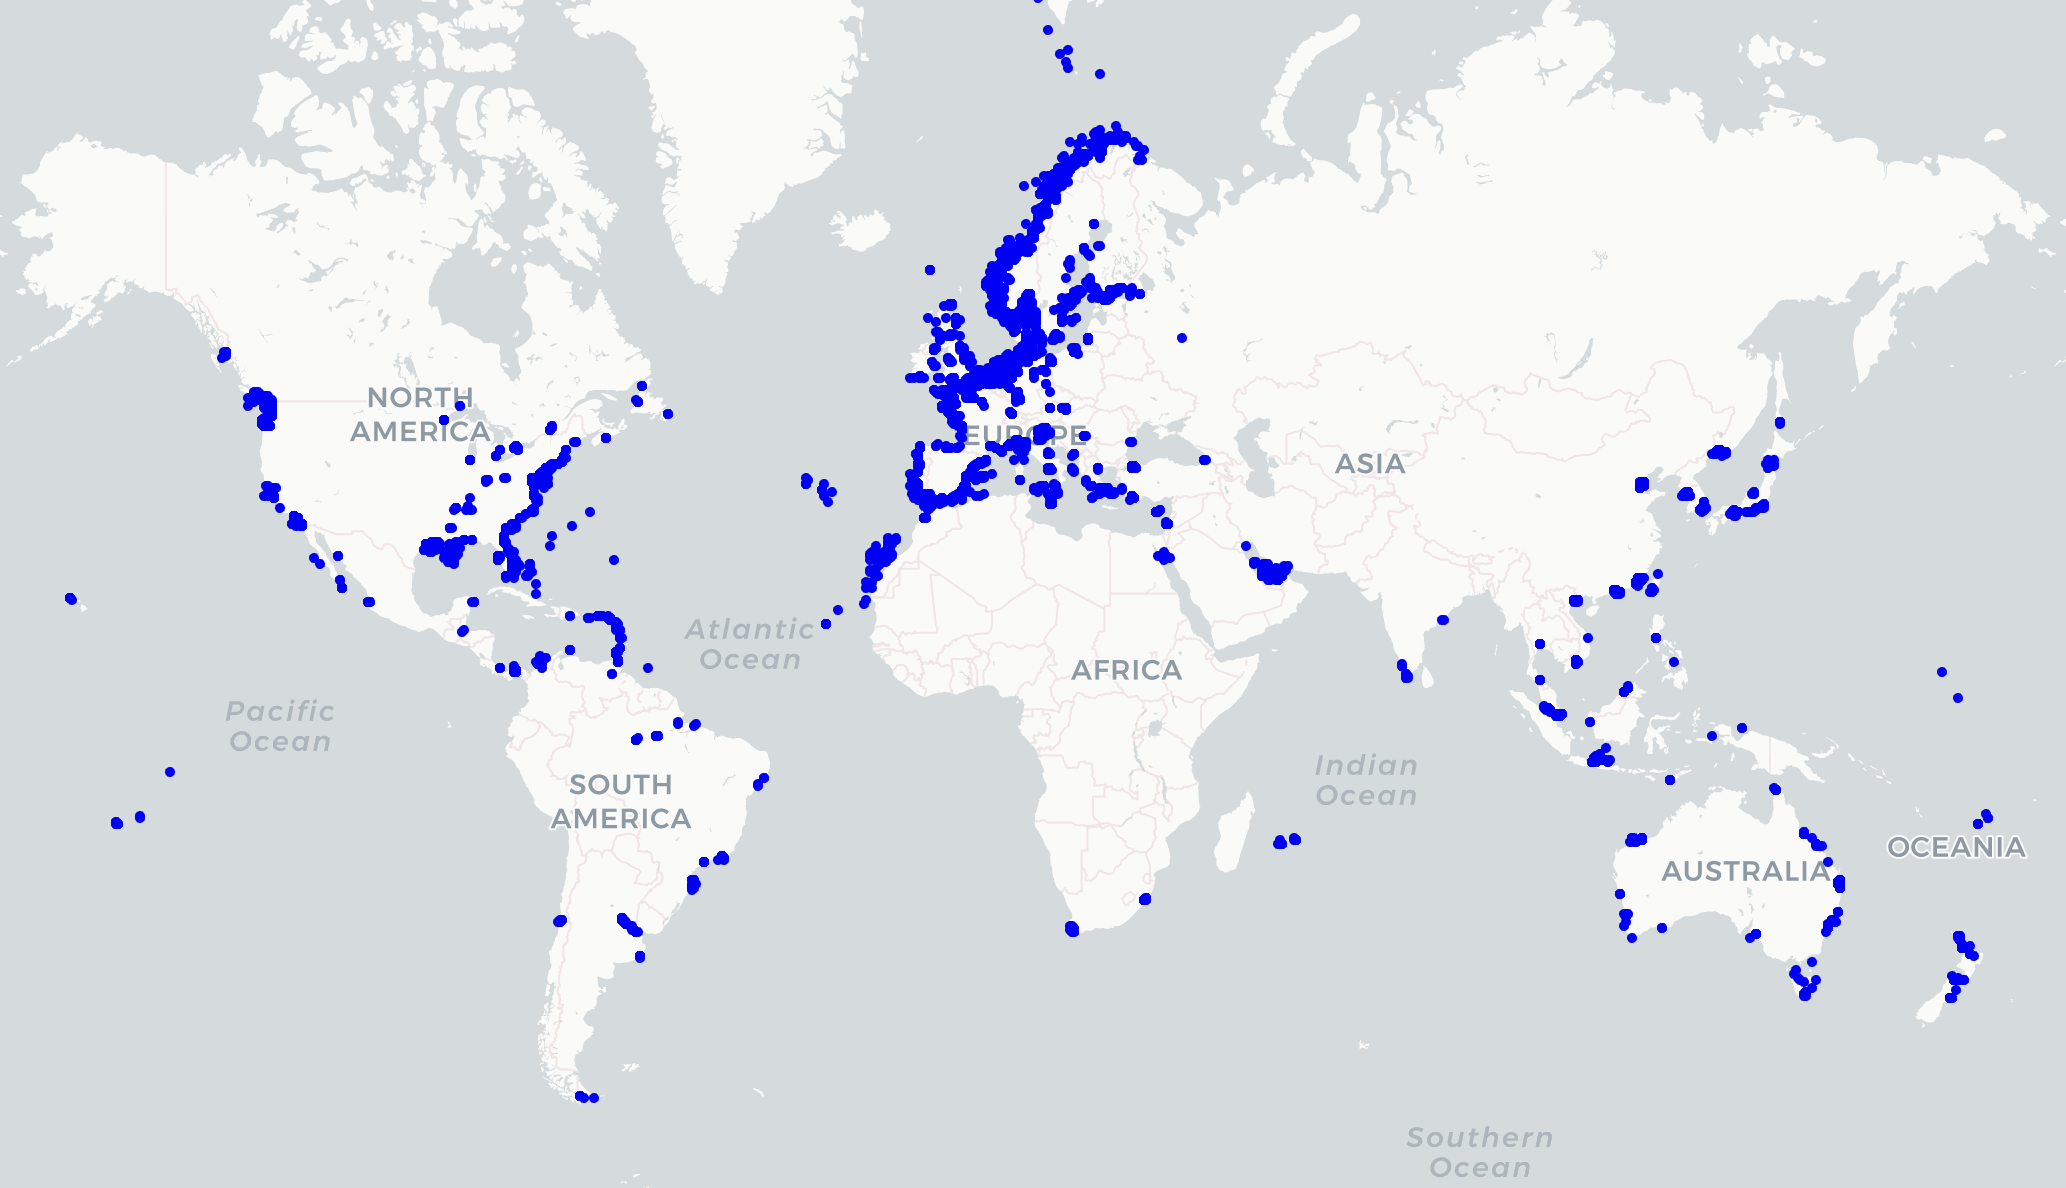 NORTH
AMERICA
EUROPE
ASIA
Atlantic
Ocean
AFRICA
Pacific
Ocean
SOUTH
AMERICA
Indian
Ocean
OCEANIA
AUSTRALIA
Southern
Ocean